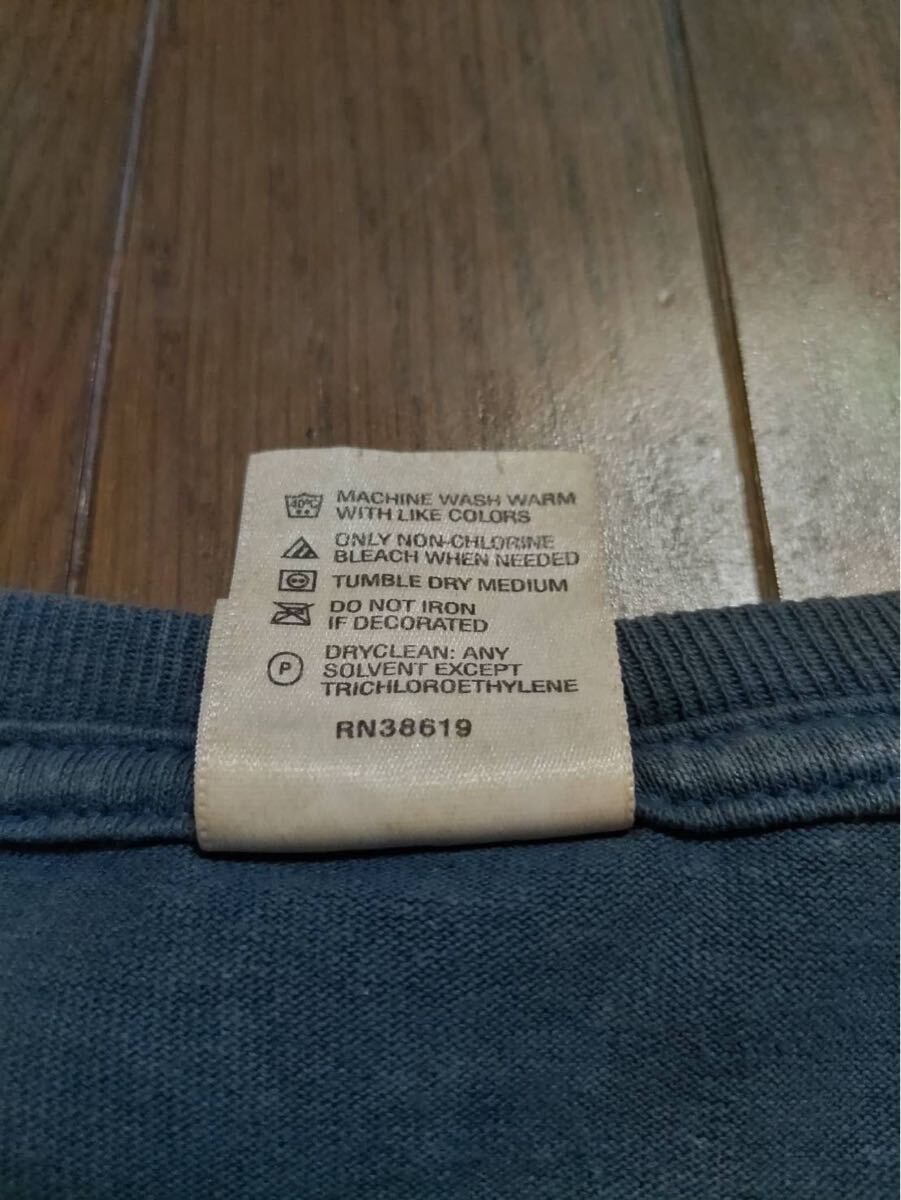 40°C
MACHINE WASH WARM
WITH LIKE COLORS
ONLY NON-CHLORINE
BLEACH WHEN NEEDED
TUMBLE DRY MEDIUM
DO NOT IRON
IF DECORATED
P
DRYCLEAN: ANY
SOLVENT EXCEPT
TRICHLOROETHYLENE
RN38619